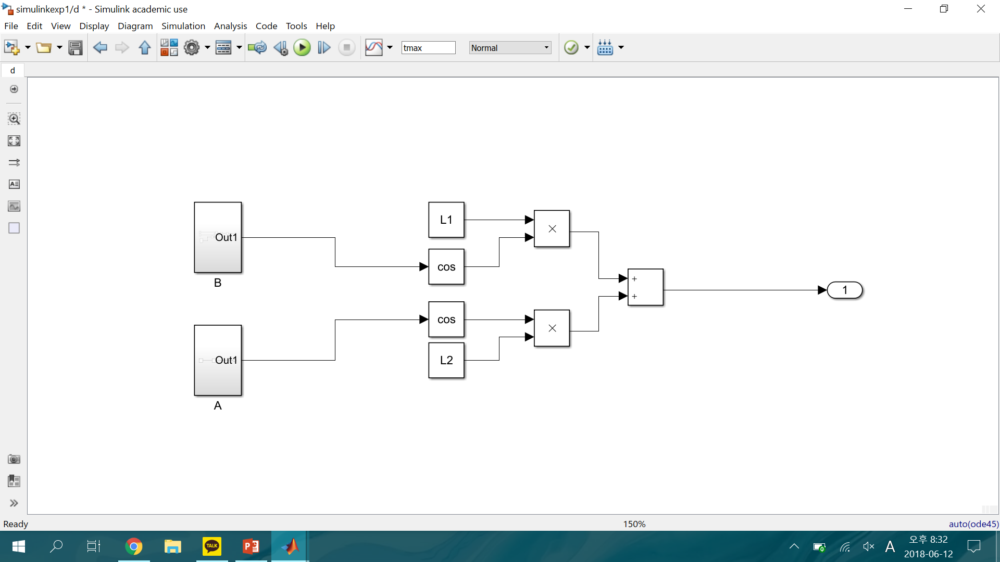 simulinkexp1/d * - Simulink academic use
File Edit View Display Diagram Simulation Analysis Code Tools Help
tmax Normal
d
L1
Out1
cos
B
cos
Out1
L2
A
+
+
1
Ready 150% auto(ode45)
TALK
P
A
오후 8:32
2018-06-12